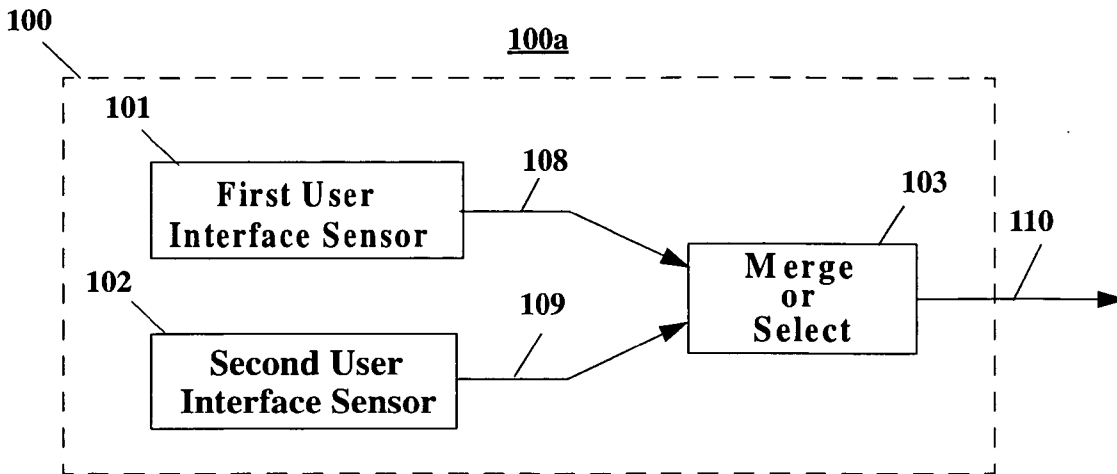 100
100a
101
First User
Interface Sensor
108
103
Merge
or
Select
110
102
Second User
Interface Sensor
109